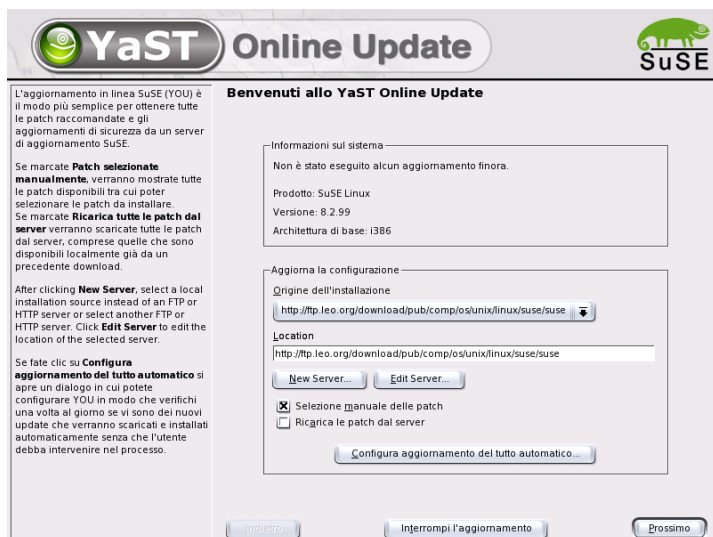 YaST Online Update
SuSE
L'aggiornamento in linea SuSE (YOU) è
il modo più semplice per ottenere tutte
le patch raccomandate e gli
aggiornamenti di sicurezza da un server
di aggiornamento SuSE.
Se marcate Patch selezionate
manualmente, verranno mostrate tutte
le patch disponibili tra cui poter
selezionare le patch da installare.
Se marcate Ricarica tutte le patch dal
server verranno scaricate tutte le patch
dal server, comprese quelle che sono
disponibili localmente già da un
precedente download.
After clicking New Server, select a local
installation source instead of an FTP or
HTTP server or select another FTP or
HTTP server. Click Edit Server to edit the
location of the selected server.
Se fate clic su Configura
aggiornamento del tutto automatico si
apre un dialogo in cui potete
configurare YOU in modo che verifichi
una volta al giorno se vi sono dei nuovi
update che verranno scaricati e installati
automaticamente senza che l'utente
debba intervenire nel processo.
Benvenuti allo YaST Online Update
Informazioni sul sistema
Non è stato eseguito alcun aggiornamento finora.
Prodotto: SuSE Linux
Versione: 8.2.99
Architettura di base: i386
Aggiorna la configurazione
Origine dell'installazione
http://ftp.leo.org/download/pub/comp/os/unix/linux/suse/suse
Location
http://ftp.leo.org/download/pub/comp/os/unix/linux/suse/suse
New Server... Edit Server...
Selezione manuale delle patch
Ricarica le patch dal server
Configura aggiornamento del tutto automatico...
Indietro Interrompi l'aggiornamento Prossimo